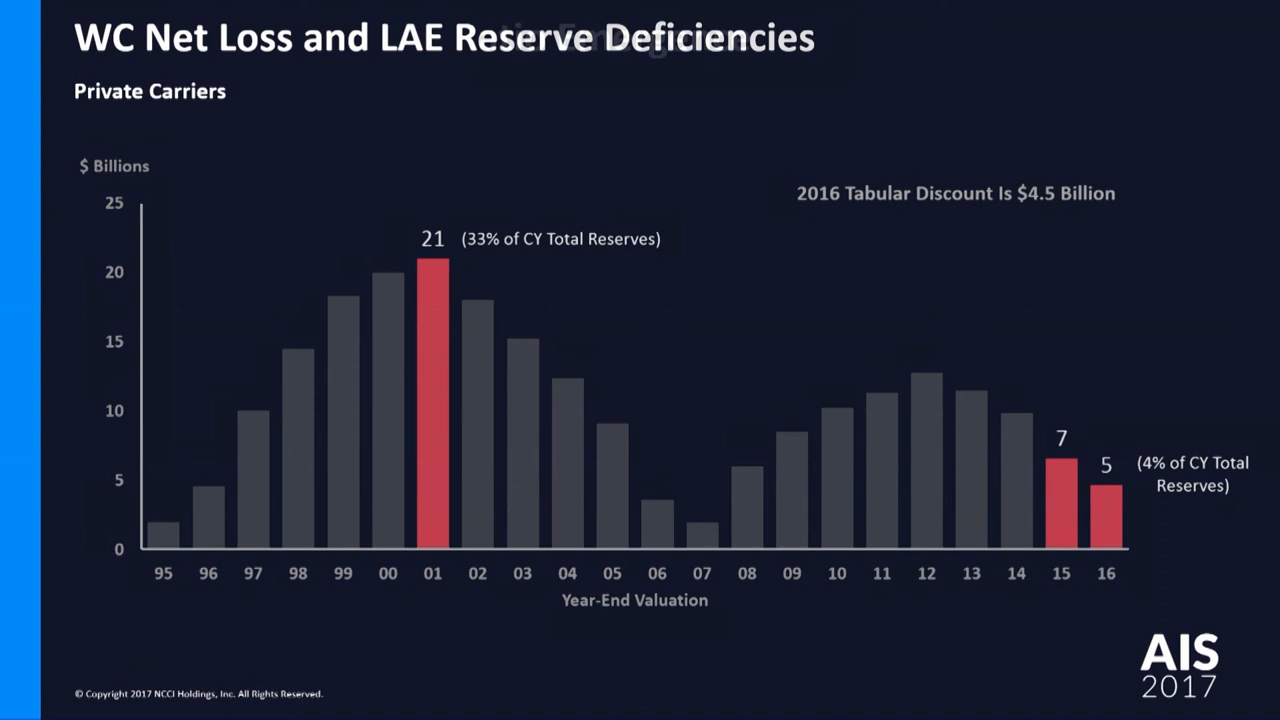 WC Net Loss and LAE Reserve Deficiencies
Private Carriers
$ Billions
2016 Tabular Discount Is $4.5 Billion
25
20
15
10
5
0
21 (33% of CY Total Reserves)
7
5
(4% of CY Total
Reserves)
95 96 97 98 99 00 01 02 03 04 05 06 07 08 09 10 11 12 13 14 15 16
Year-End Valuation
AIS
2017
© Copyright 2017 NCCI Holdings, Inc. All Rights Reserved.